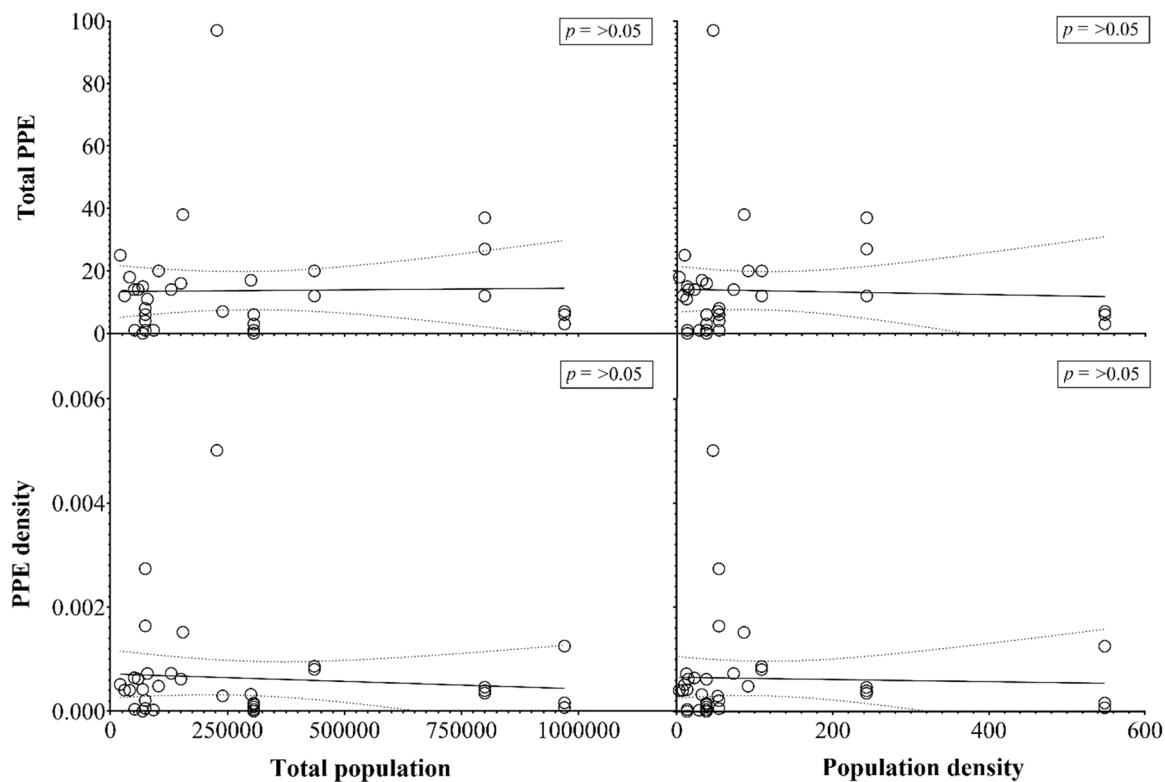 100
80
60
40
20
0
Total PPE
p = >0.05
p = >0.05
0.006
0.004
0.002
0.000
PPE density
p = >0.05
p = >0.05
0 250000 500000 750000 1000000
0 200 400 600
Total population
Population density